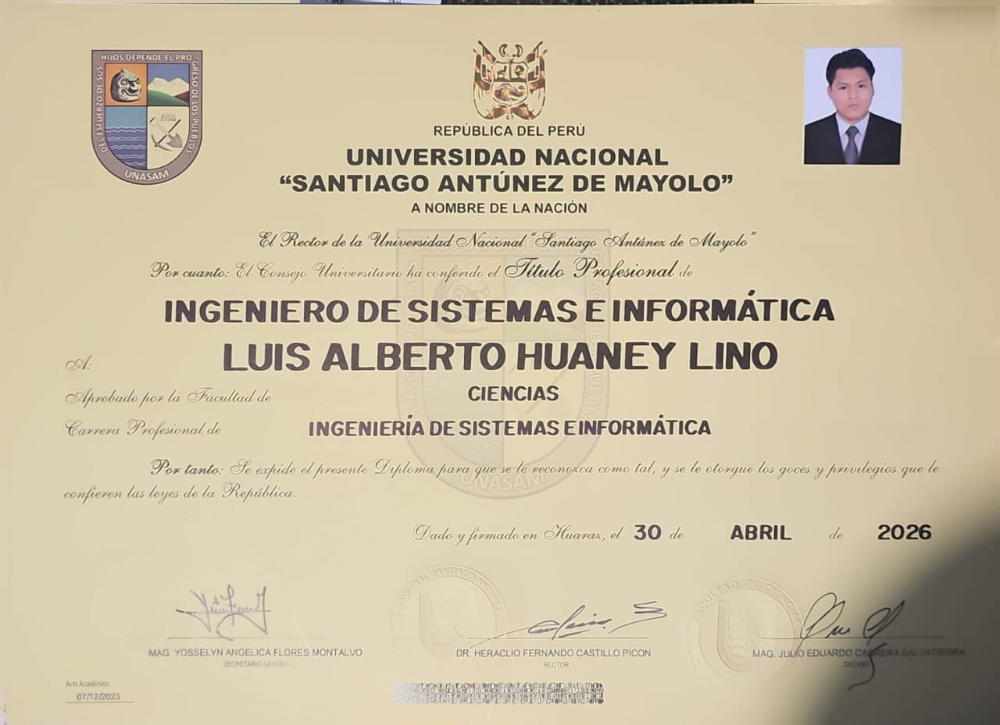 HIJOS DEPENDE EL PRO
GRESO DE LOS PUEBLOS
DEL ESFUERZO DE SUS
UNASAM
REPÚBLICA DEL PERÚ
UNIVERSIDAD NACIONAL
“SANTIAGO ANTÚNEZ DE MAYOLO”
A NOMBRE DE LA NACIÓN
El Rector de la Universidad Nacional “Santiago Antúnez de Mayolo”
Por cuanto: El Consejo Universitario ha conferido el Título Profesional de
INGENIERO DE SISTEMAS E INFORMÁTICA
A: LUIS ALBERTO HUANEY LINO
Aprobado por la Facultad de CIENCIAS
Carrera Profesional de INGENIERÍA DE SISTEMAS E INFORMÁTICA
Por tanto: Se expide el presente Diploma para que se le reconozca como tal, y se le otorgue los goces y privilegios que le
confieren las leyes de la República.
UNASAM
Dado y firmado en Huaraz, el 30 de ABRIL de 2026
MAG. YOSSELYN ANGELICA FLORES MONTALVO
SECRETARIO GENERAL
DR. HERACLIO FERNANDO CASTILLO PICON
RECTOR
MAG. JULIO EDUARDO CABRERA SALVATIERRA
DECANO
Acto Académico:
07/12/2025